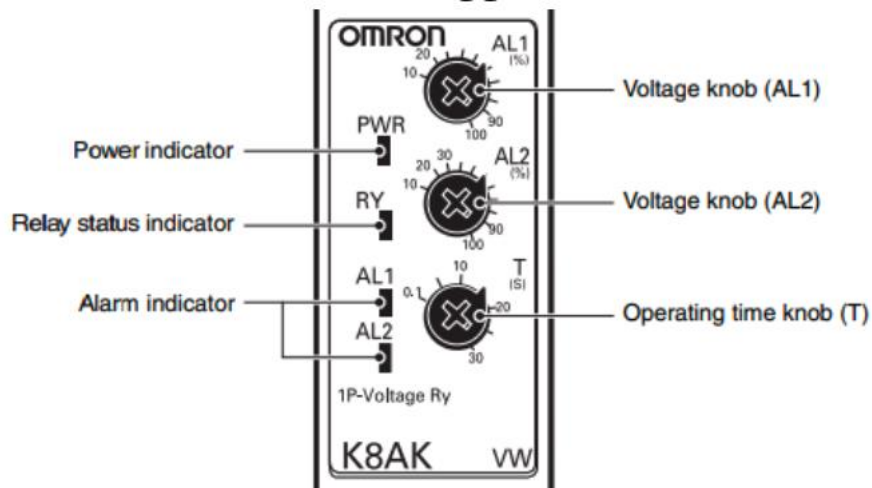 OMRON
AL1
(%)
10
20
90
100
Voltage knob (AL1)
PWR
Power indicator
AL2
(%)
10
20
30
90
100
Voltage knob (AL2)
RY
Relay status indicator
AL1
Alarm indicator
AL2
T
(S)
0.1
10
20
30
Operating time knob (T)
1P-Voltage Ry
K8AK
VW